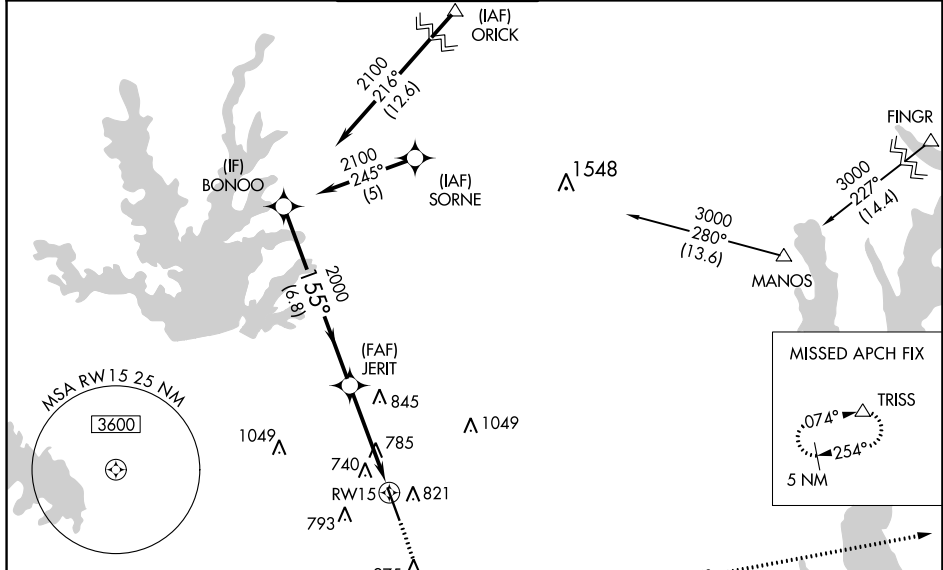 (IAF)
ORICK
2100
216°
(12.6)
FINGR
(IF)
BONOO
2100
245°
(5)
(IAF)
SORNE
1548
3000
227°
(14.4)
3000
280°
(13.6)
MANOS
2000
155°
(6.8)
(FAF)
JERIT
MISSED APCH FIX
TRISS
074°
254°
5 NM
MSA RW15 25 NM
3600
845
1049
1049
785
740
RW15
821
793